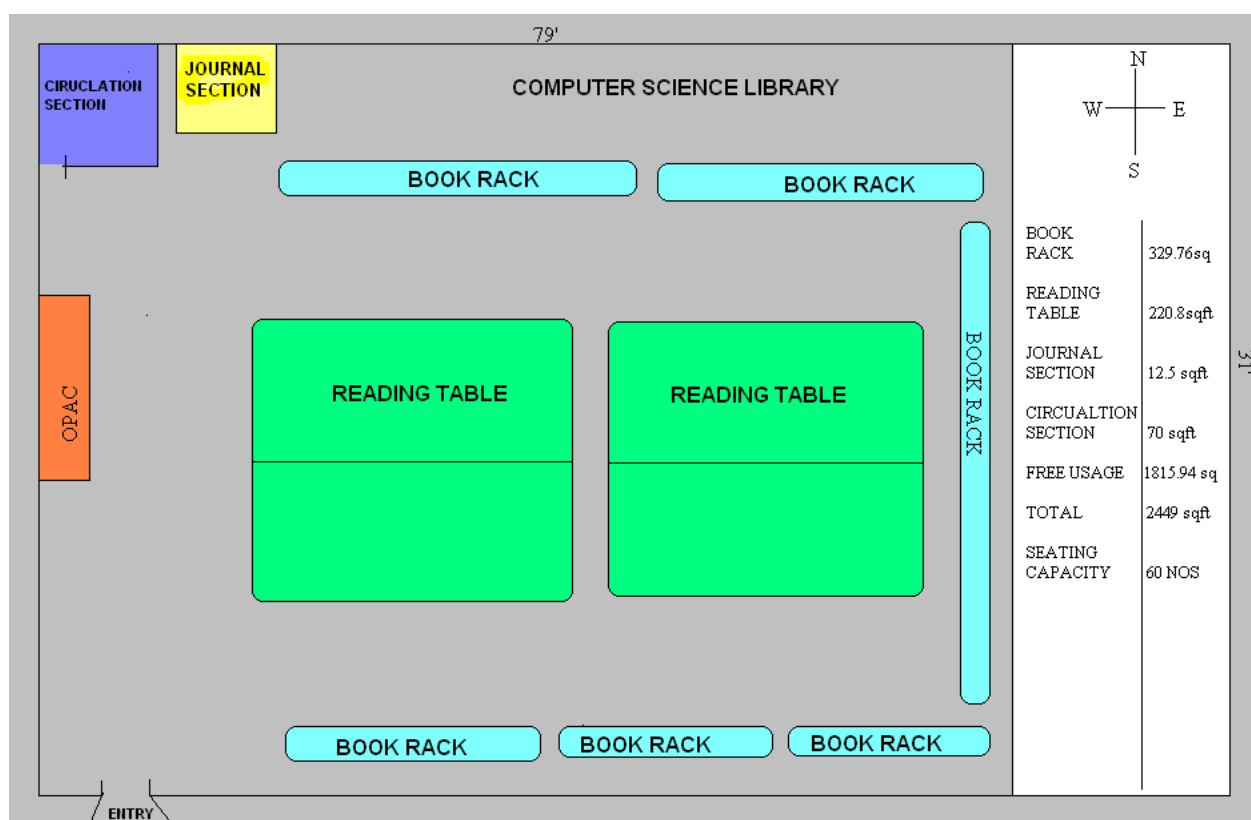 79'
CIRUCLATION
SECTION
JOURNAL
SECTION
COMPUTER SCIENCE LIBRARY
N
W
E
S
BOOK RACK
BOOK RACK
BOOK RACK
OPAC
READING TABLE
READING TABLE
BOOK RACK
BOOK RACK
BOOK RACK
ENTRY
BOOK
RACK 329.76sq
READING
TABLE 220.8sqft
JOURNAL
SECTION 12.5 sqft
CIRCUALTION
SECTION 70 sqft
FREE USAGE 1815.94 sq
TOTAL 2449 sqft
SEATING
CAPACITY 60 NOS
31'